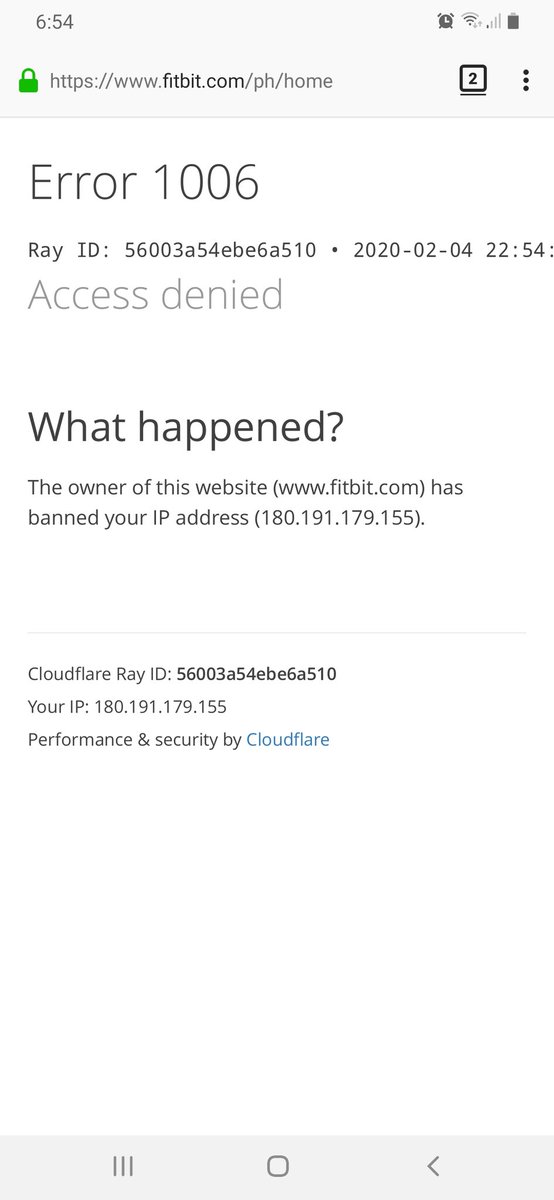 6:54
https://www.fitbit.com/ph/home
2
Error 1006
Ray ID: 56003a54ebe6a510 • 2020-02-04 22:54:
Access denied
What happened?
The owner of this website (www.fitbit.com) has
banned your IP address (180.191.179.155).
Cloudflare Ray ID: 56003a54ebe6a510
Your IP: 180.191.179.155
Performance & security by Cloudflare